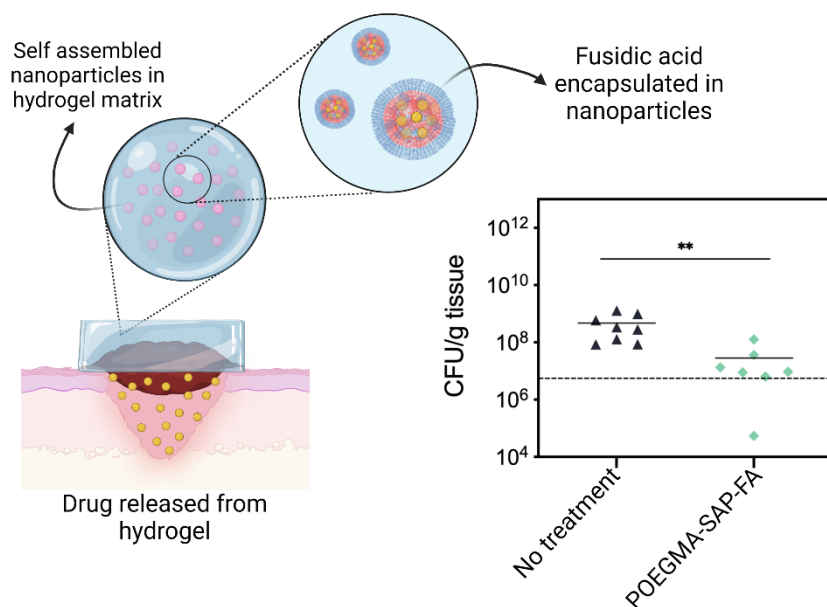 Self assembled
nanoparticles in
hydrogel matrix
Fusidic acid
encapsulated in
nanoparticles
Drug released from
hydrogel
CFU/g tissue
10¹²
10¹⁰
10⁸
10⁶
10⁴
**
No treatment
POEGMA-SAP-FA